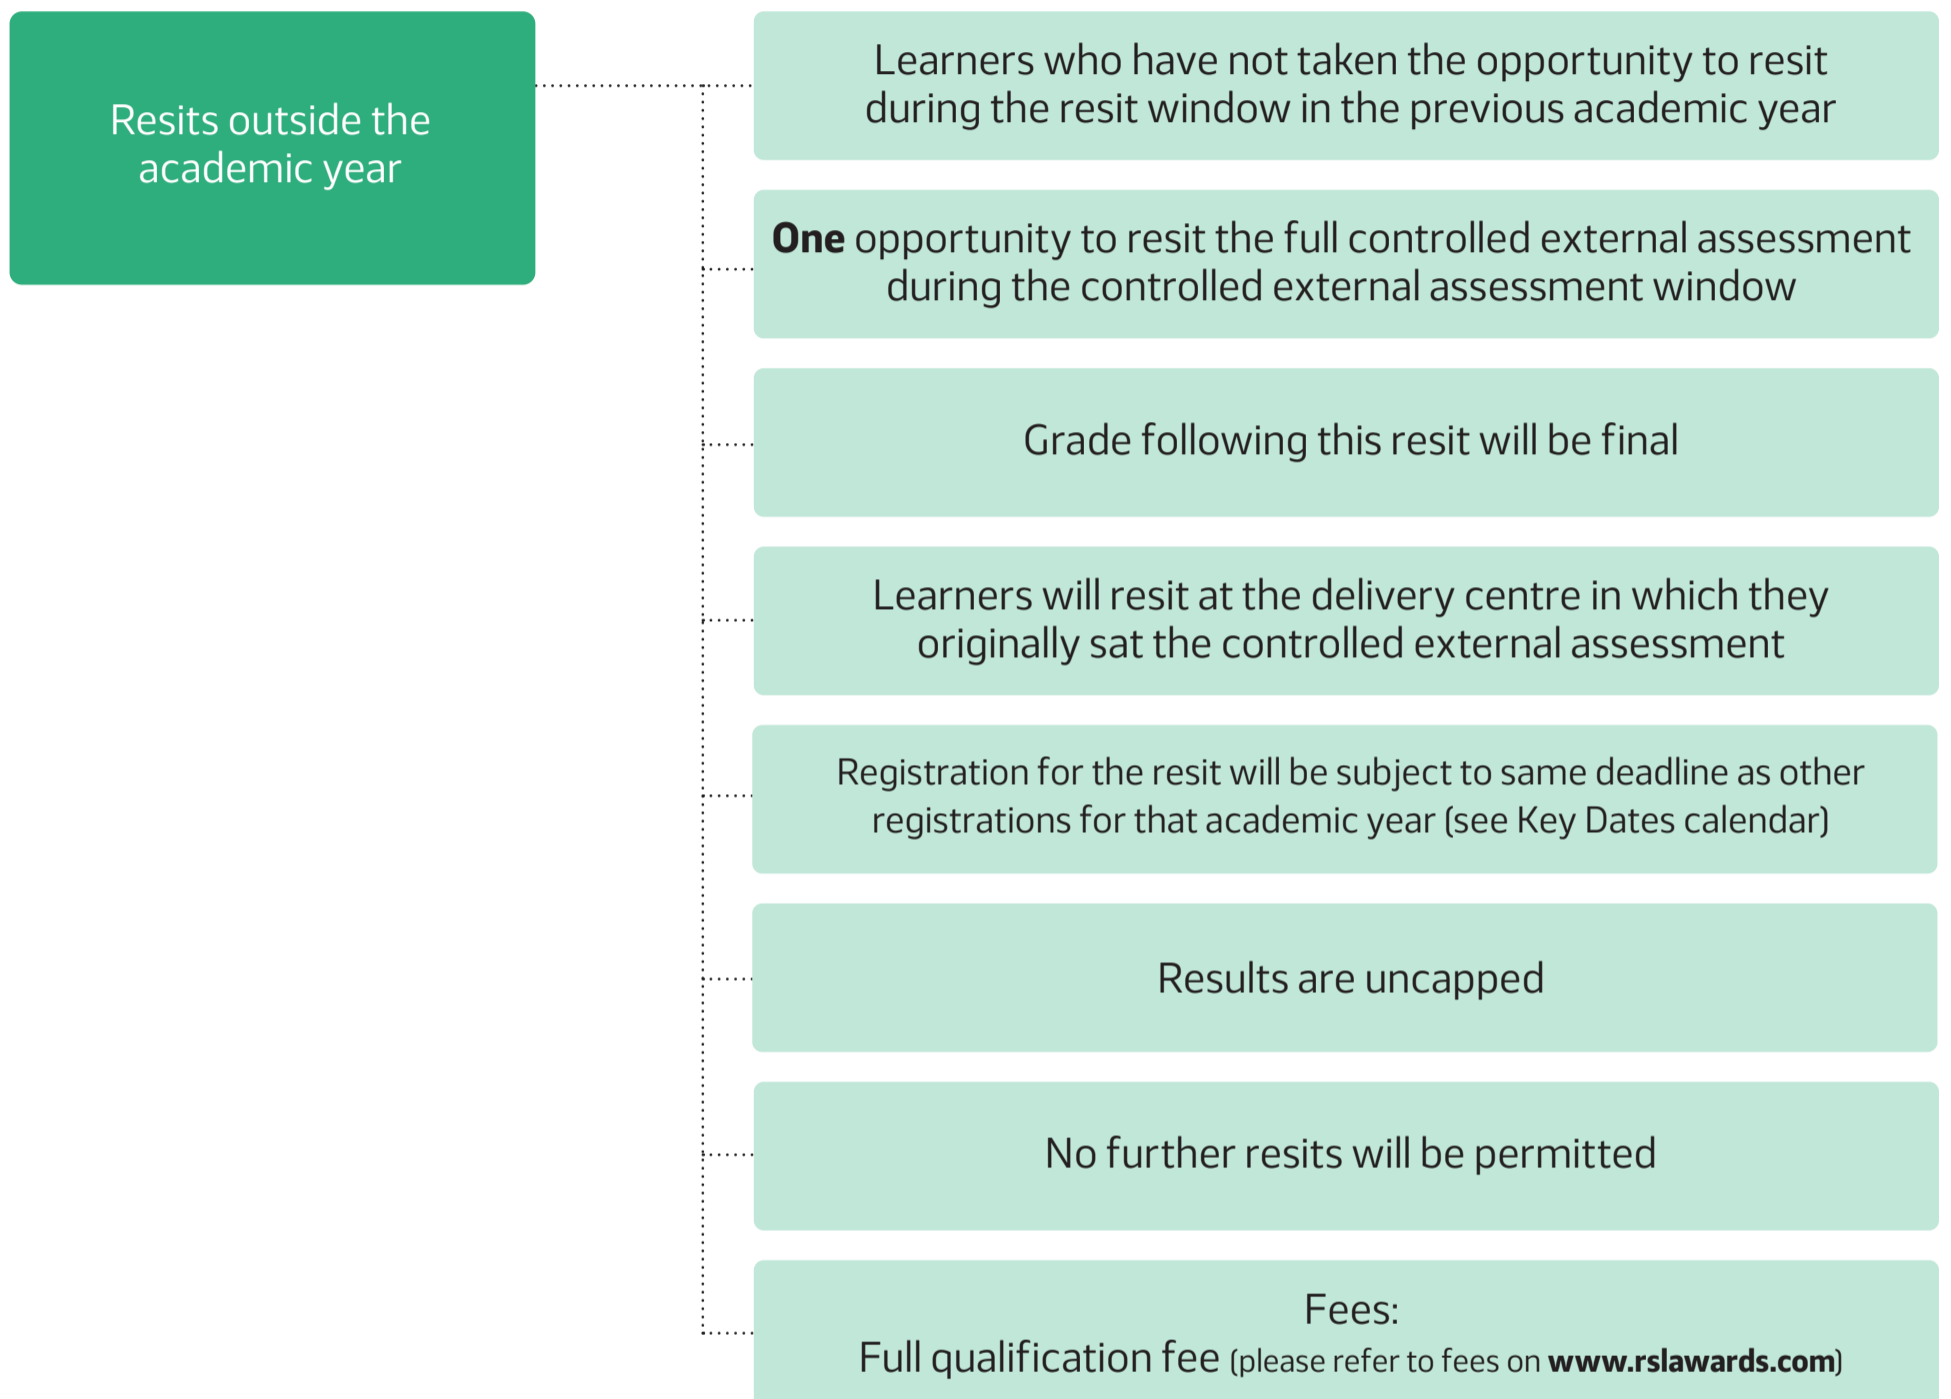 Resits outside the
academic year
Learners who have not taken the opportunity to resit
during the resit window in the previous academic year
One opportunity to resit the full controlled external assessment
during the controlled external assessment window
Grade following this resit will be final
Learners will resit at the delivery centre in which they
originally sat the controlled external assessment
Registration for the resit will be subject to same deadline as other
registrations for that academic year (see Key Dates calendar)
Results are uncapped
No further resits will be permitted
Fees:
Full qualification fee (please refer to fees on www.rslawards.com)